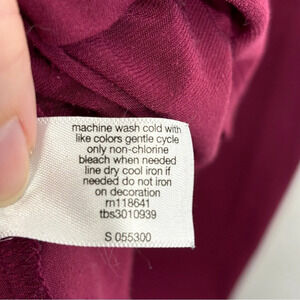 machine wash cold with
like colors gentle cycle
only non-chlorine
bleach when needed
line dry cool iron if
needed do not iron
on decoration
rn118641
tbs3010939
S 055300